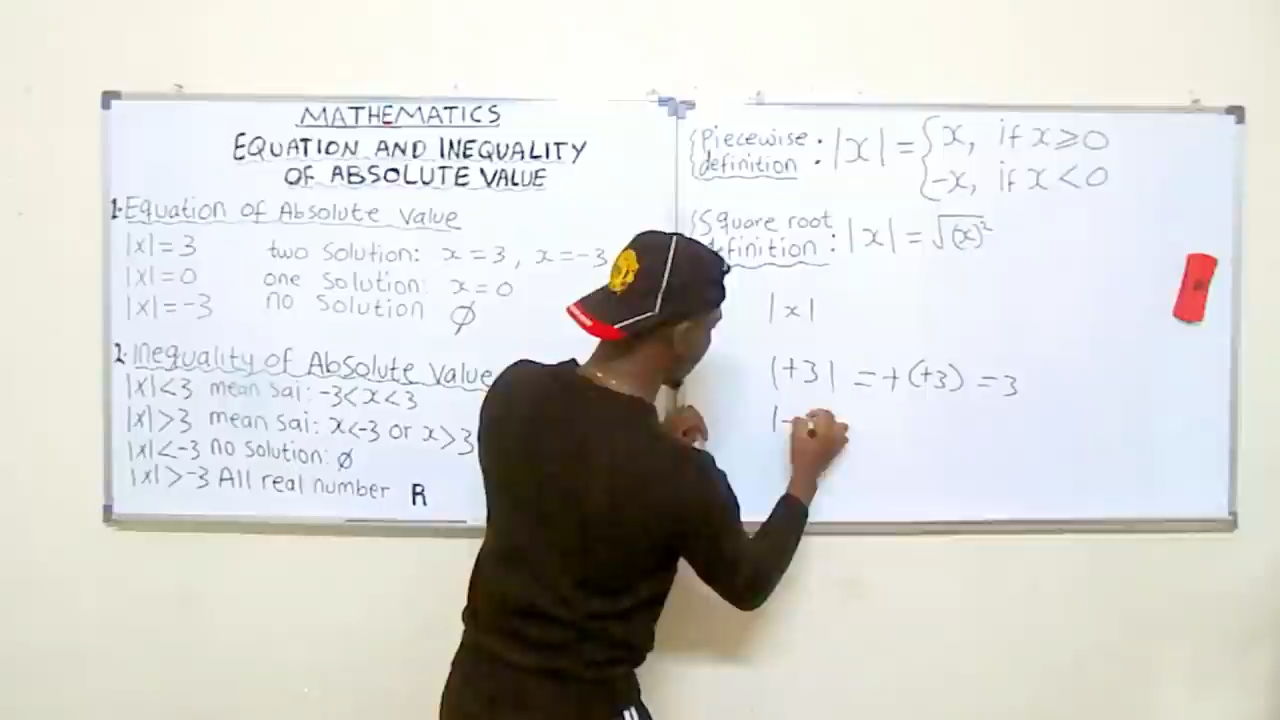 MATHEMATICS
EQUATION AND INEQUALITY
OF ABSOLUTE VALUE
1. Equation of Absolute Value
|x| = 3 two solution: x = 3, x = -3
|x| = 0 one solution: x = 0
|x| = -3 no solution ∅
2. Inequality of Absolute Value
|x|<3 mean sai: -3<x<3
|x|>3 mean sai: x<-3 or x>3
|x|<-3 no solution: ∅
|x|>-3 All real number R
Piecewise definition: |x| = { x, if x ≥ 0
-x, if x < 0
Square root definition: |x| = √(x)²
|x|
|+3| = +(+3) = 3
|-